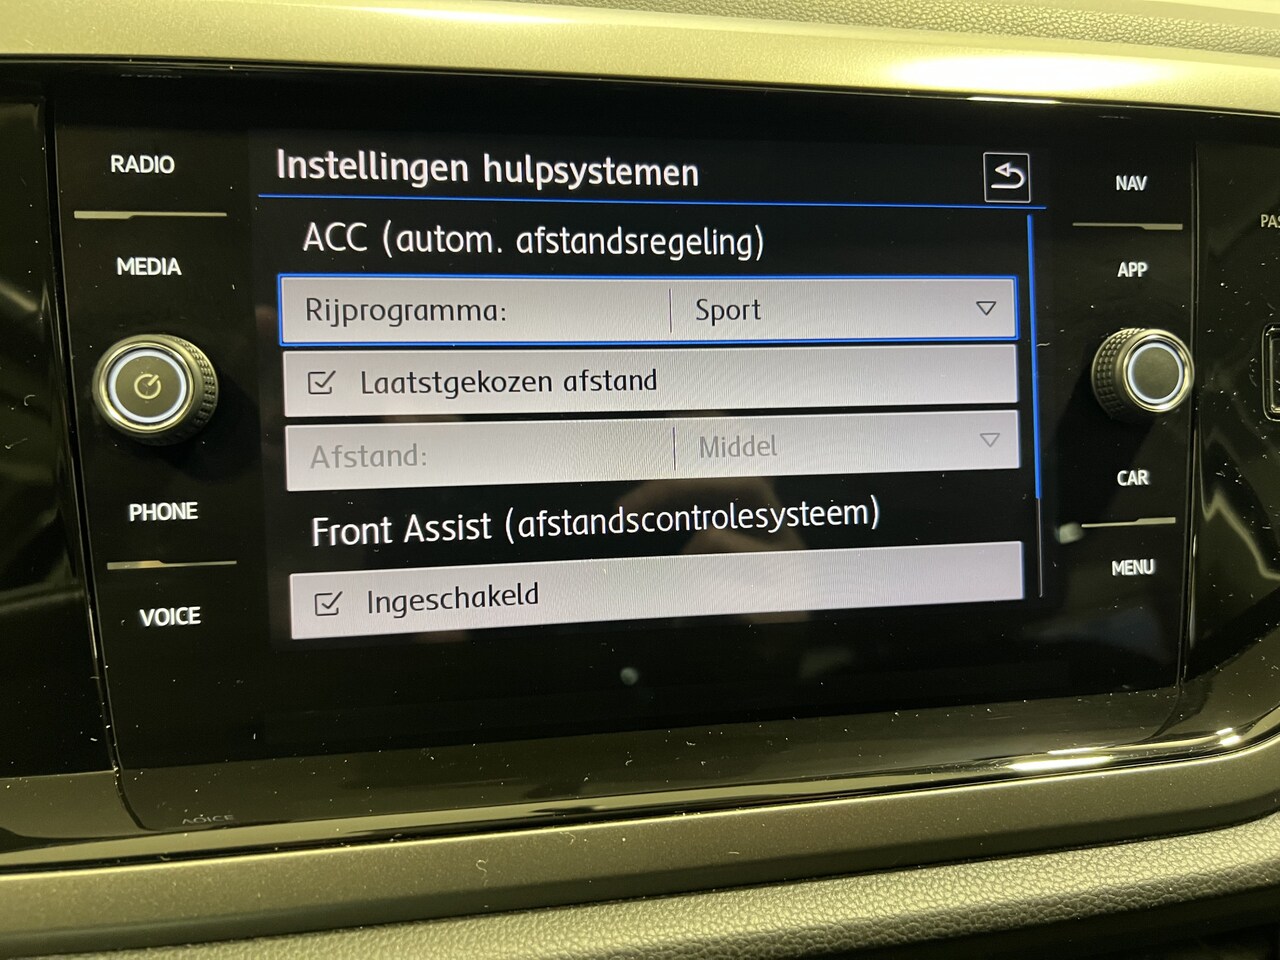 RADIO
MEDIA
PHONE
VOICE
Instellingen hulpsystemen
ACC (autom. afstandsregeling)
Rijprogramma: Sport
Laatstgekozen afstand
Afstand: Middel
Front Assist (afstandscontrolesysteem)
Ingeschakeld
NAV
APP
CAR
MENU